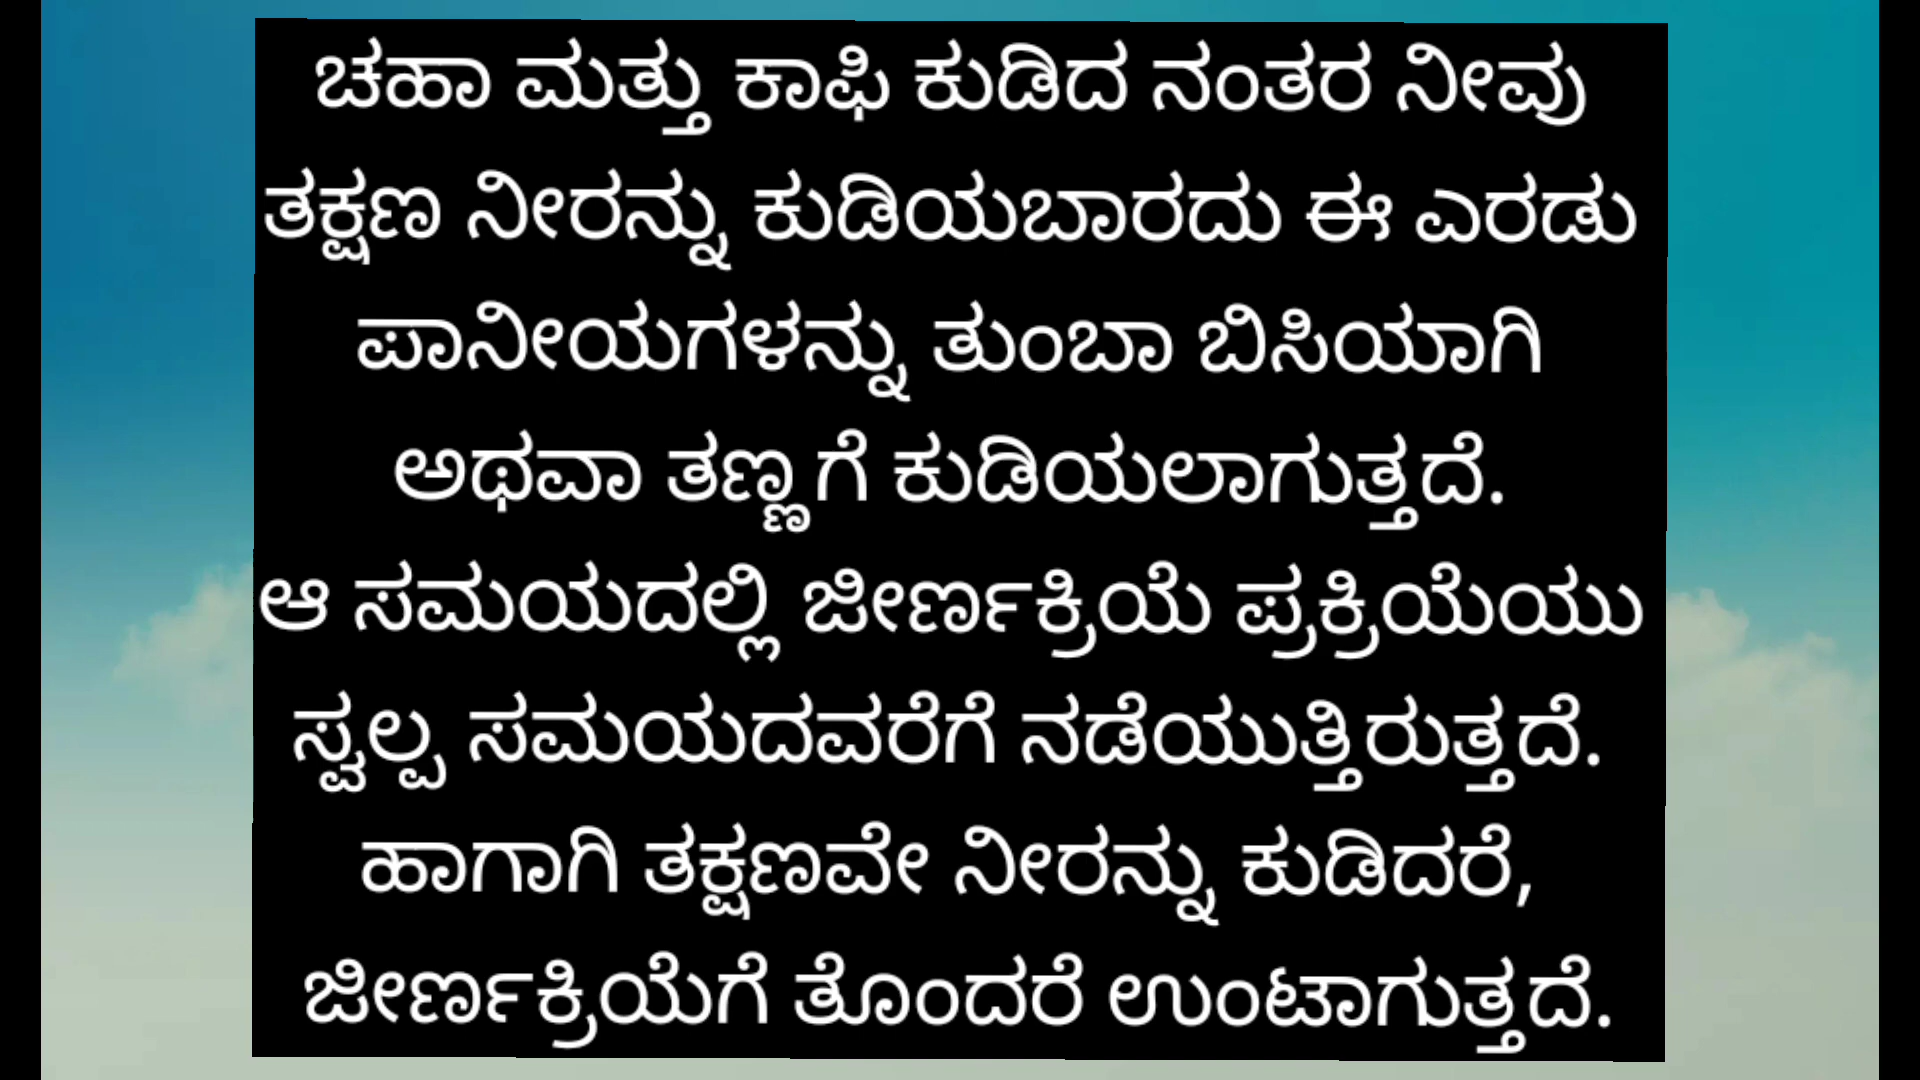 ಚಹಾ ಮತ್ತು ಕಾಫಿ ಕುಡಿದ ನಂತರ ನೀವು
ತಕ್ಷಣ ನೀರನ್ನು ಕುಡಿಯಬಾರದು ಈ ಎರಡು
ಪಾನೀಯಗಳನ್ನು ತುಂಬಾ ಬಿಸಿಯಾಗಿ
ಅಥವಾ ತಣ್ಣಗೆ ಕುಡಿಯಲಾಗುತ್ತದೆ.
ಆ ಸಮಯದಲ್ಲಿ ಜೀರ್ಣಕ್ರಿಯೆ ಪ್ರಕ್ರಿಯೆಯು
ಸ್ವಲ್ಪ ಸಮಯದವರೆಗೆ ನಡೆಯುತ್ತಿರುತ್ತದೆ.
ಹಾಗಾಗಿ ತಕ್ಷಣವೇ ನೀರನ್ನು ಕುಡಿದರೆ,
ಜೀರ್ಣಕ್ರಿಯೆಗೆ ತೊಂದರೆ ಉಂಟಾಗುತ್ತದೆ.